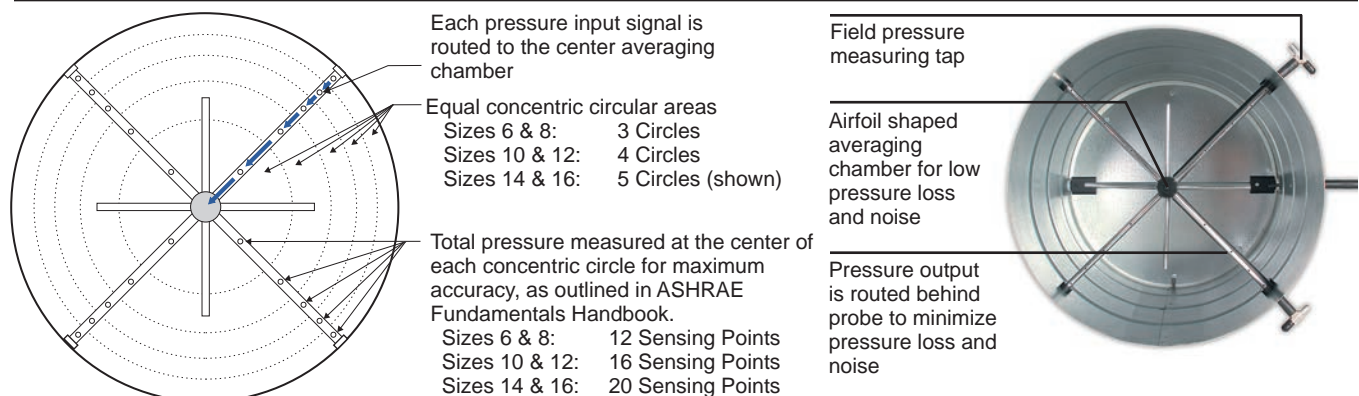 Each pressure input signal is
routed to the center averaging
chamber
Equal concentric circular areas
Sizes 6 & 8: 3 Circles
Sizes 10 & 12: 4 Circles
Sizes 14 & 16: 5 Circles (shown)
Total pressure measured at the center of
each concentric circle for maximum
accuracy, as outlined in ASHRAE
Fundamentals Handbook.
Sizes 6 & 8: 12 Sensing Points
Sizes 10 & 12: 16 Sensing Points
Sizes 14 & 16: 20 Sensing Points
Field pressure
measuring tap
Airfoil shaped
averaging
chamber for low
pressure loss
and noise
Pressure output
is routed behind
probe to minimize
pressure loss and
noise